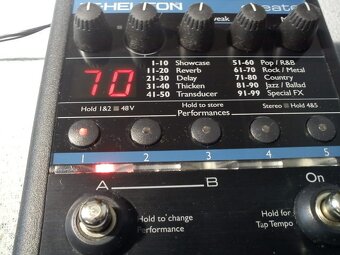 HELICON
weak
70
1-10 Showcase 51-60 Pop / R&B
11-20 Reverb 61-70 Rock / Metal
21-30 Delay 71-80 Country
31-40 Thicken 81-90 Jazz / Ballad
41-50 Transducer 91-99 Special FX
Hold 1&2 48V Hold to store Stereo Hold 4&5
Performances
1 2 3 4 5
A B On
Hold to change
Performance
Hold for
Tap Tempo